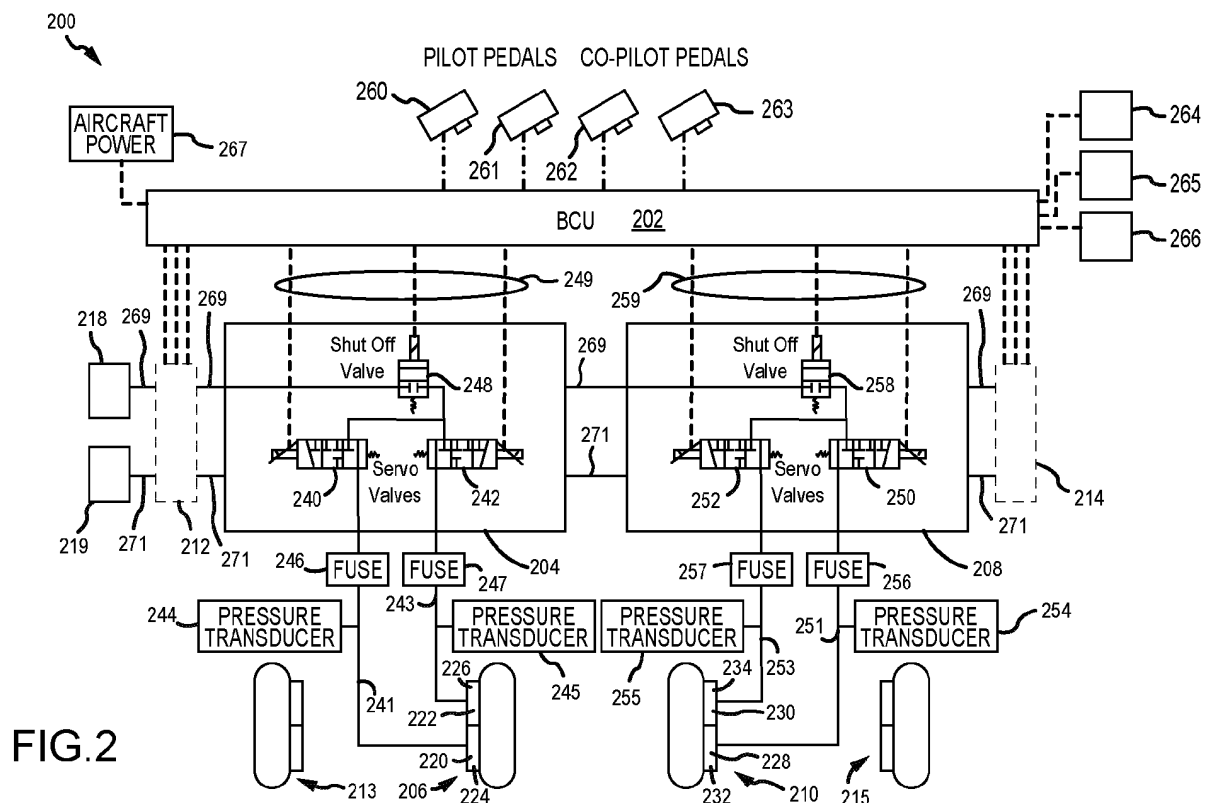 200
PILOT PEDALS CO-PILOT PEDALS
260
263
261
262
AIRCRAFT
POWER
267
264
265
266
BCU 202
249
259
218
269
269
Shut Off
Valve
248
269
Shut Off
Valve
258
269
271
240
Servo
Valves
242
252
Servo
Valves
250
214
219
271
212
271
204
208
271
246
FUSE
FUSE
247
257
FUSE
FUSE
256
243
244
PRESSURE
TRANSDUCER
PRESSURE
TRANSDUCER
245
PRESSURE
TRANSDUCER
255
251
PRESSURE
TRANSDUCER
254
253
241
226
222
220
224
234
230
228
232
FIG.2
213
206
210
215